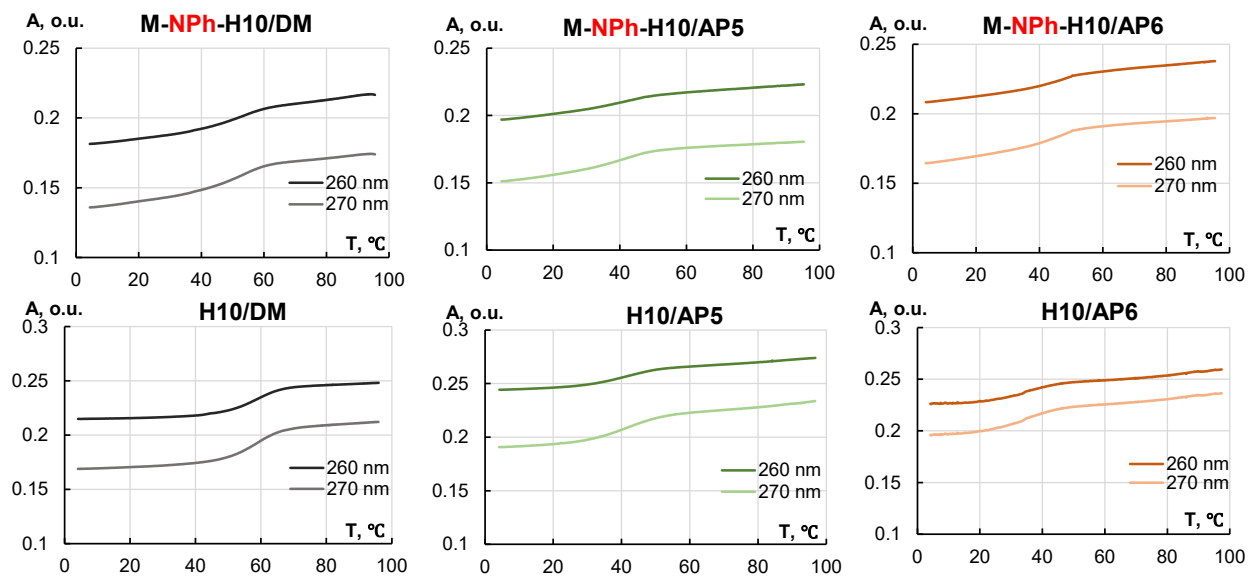 A, o.u.
M-NPh-H10/DM
0.25
0.2
0.15
0.1
260 nm
270 nm
T, ℃
0 20 40 60 80 100
A, o.u.
M-NPh-H10/AP5
0.25
0.2
0.15
0.1
260 nm
270 nm
T, ℃
0 20 40 60 80 100
A, o.u.
M-NPh-H10/AP6
0.25
0.2
0.15
0.1
260 nm
270 nm
T, ℃
0 20 40 60 80 100
A, o.u.
H10/DM
0.3
0.25
0.2
0.15
0.1
260 nm
270 nm
T, ℃
0 20 40 60 80 100
A, o.u.
H10/AP5
0.3
0.25
0.2
0.15
0.1
260 nm
270 nm
T, ℃
0 20 40 60 80 100
A, o.u.
H10/AP6
0.3
0.25
0.2
0.15
0.1
260 nm
270 nm
T, ℃
0 20 40 60 80 100